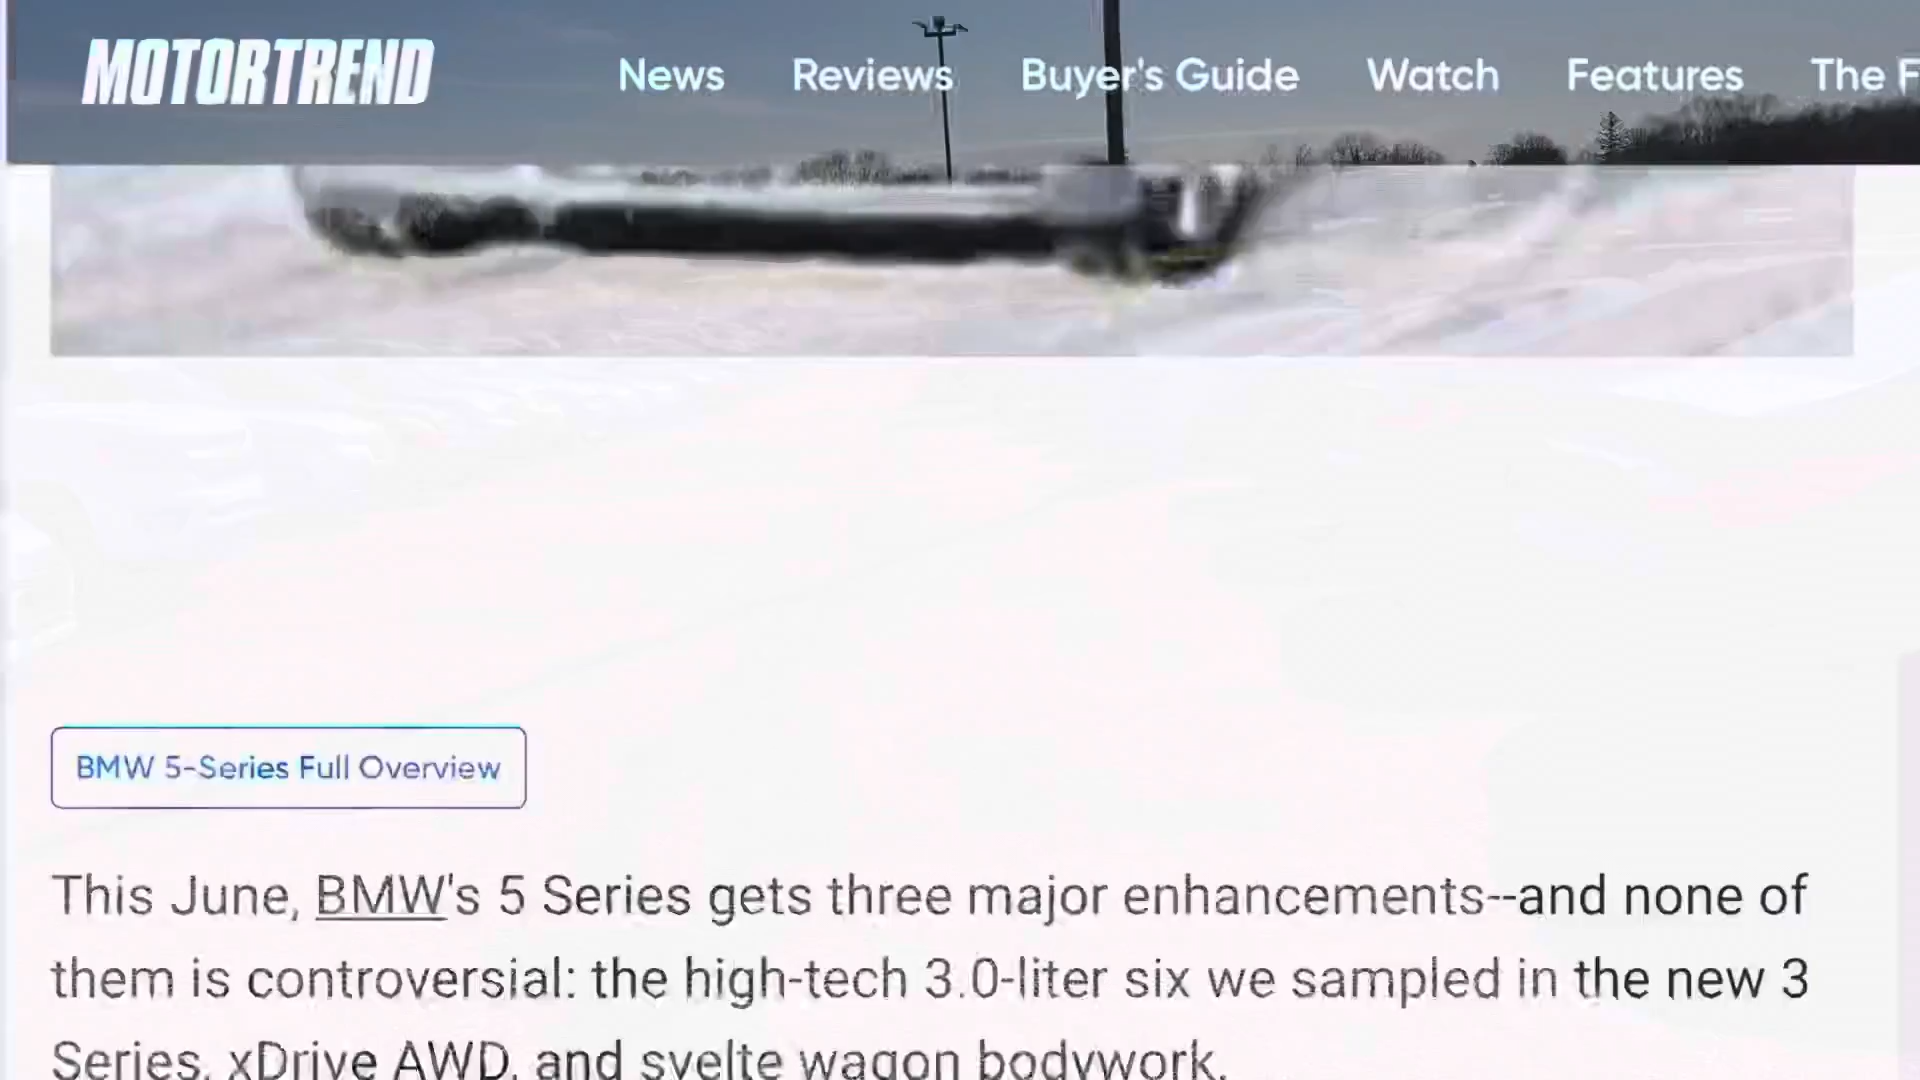 MOTORTREND News Reviews Buyer's Guide Watch Features The F
BMW 5-Series Full Overview
This June, BMW's 5 Series gets three major enhancements--and none of
them is controversial: the high-tech 3.0-liter six we sampled in the new 3
Series, xDrive AWD, and svelte wagon bodywork.